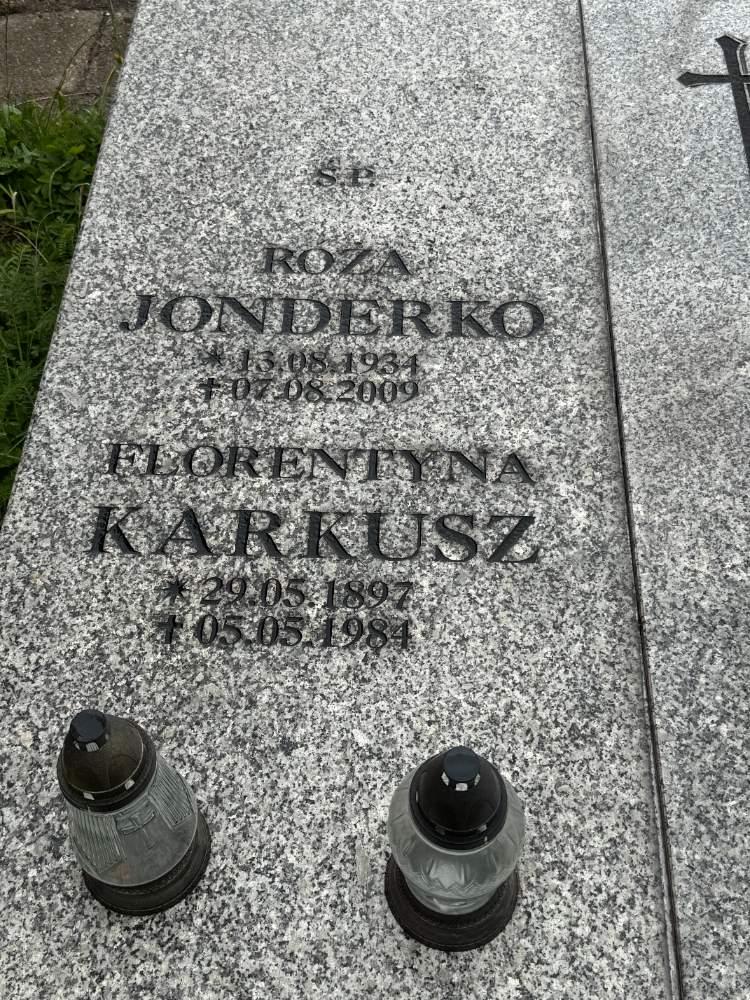 Ś.P.
RÓŻA
JONDERKO
* 13.08.1934
† 07.08.2009
FLORENTYNA
KARKUSZ
* 29.05.1897
† 05.05.1984